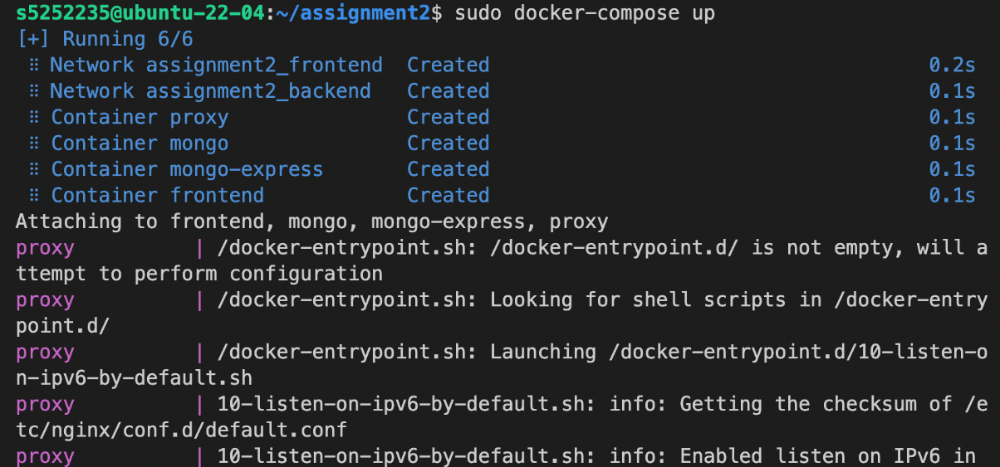 s5252235@ubuntu-22-04:~/assignment2$ sudo docker-compose up
[+] Running 6/6
⠿ Network assignment2_frontend  Created  0.2s
⠿ Network assignment2_backend  Created  0.1s
⠿ Container proxy  Created  0.1s
⠿ Container mongo  Created  0.1s
⠿ Container mongo-express  Created  0.1s
⠿ Container frontend  Created  0.1s
Attaching to frontend, mongo, mongo-express, proxy
proxy          | /docker-entrypoint.sh: /docker-entrypoint.d/ is not empty, will a
ttempt to perform configuration
proxy          | /docker-entrypoint.sh: Looking for shell scripts in /docker-entry
point.d/
proxy          | /docker-entrypoint.sh: Launching /docker-entrypoint.d/10-listen-o
n-ipv6-by-default.sh
proxy          | 10-listen-on-ipv6-by-default.sh: info: Getting the checksum of /e
tc/nginx/conf.d/default.conf
proxy          | 10-listen-on-ipv6-by-default.sh: info: Enabled listen on IPv6 in